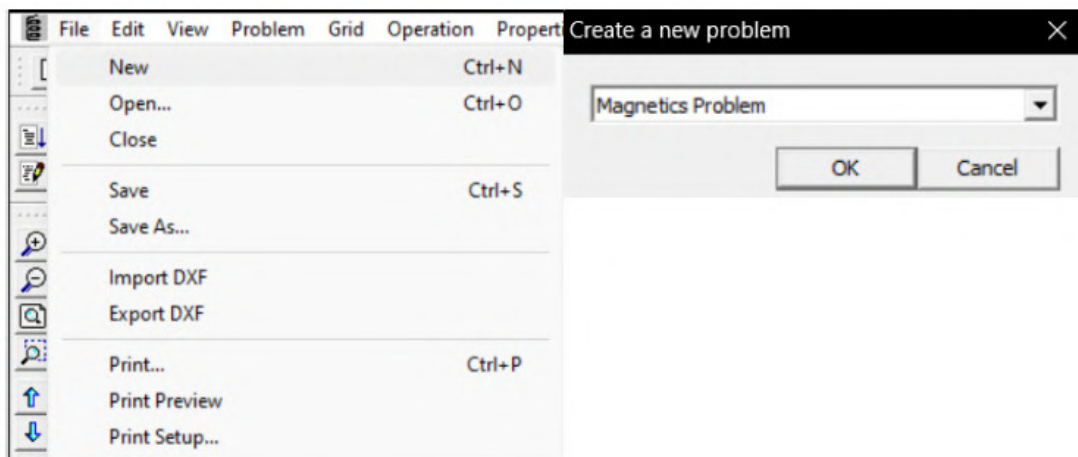 File Edit View Problem Grid Operation Properti
New Ctrl+N
Open... Ctrl+O
Close
Save Ctrl+S
Save As...
Import DXF
Export DXF
Print... Ctrl+P
Print Preview
Print Setup...
Create a new problem
Magnetics Problem
OK Cancel